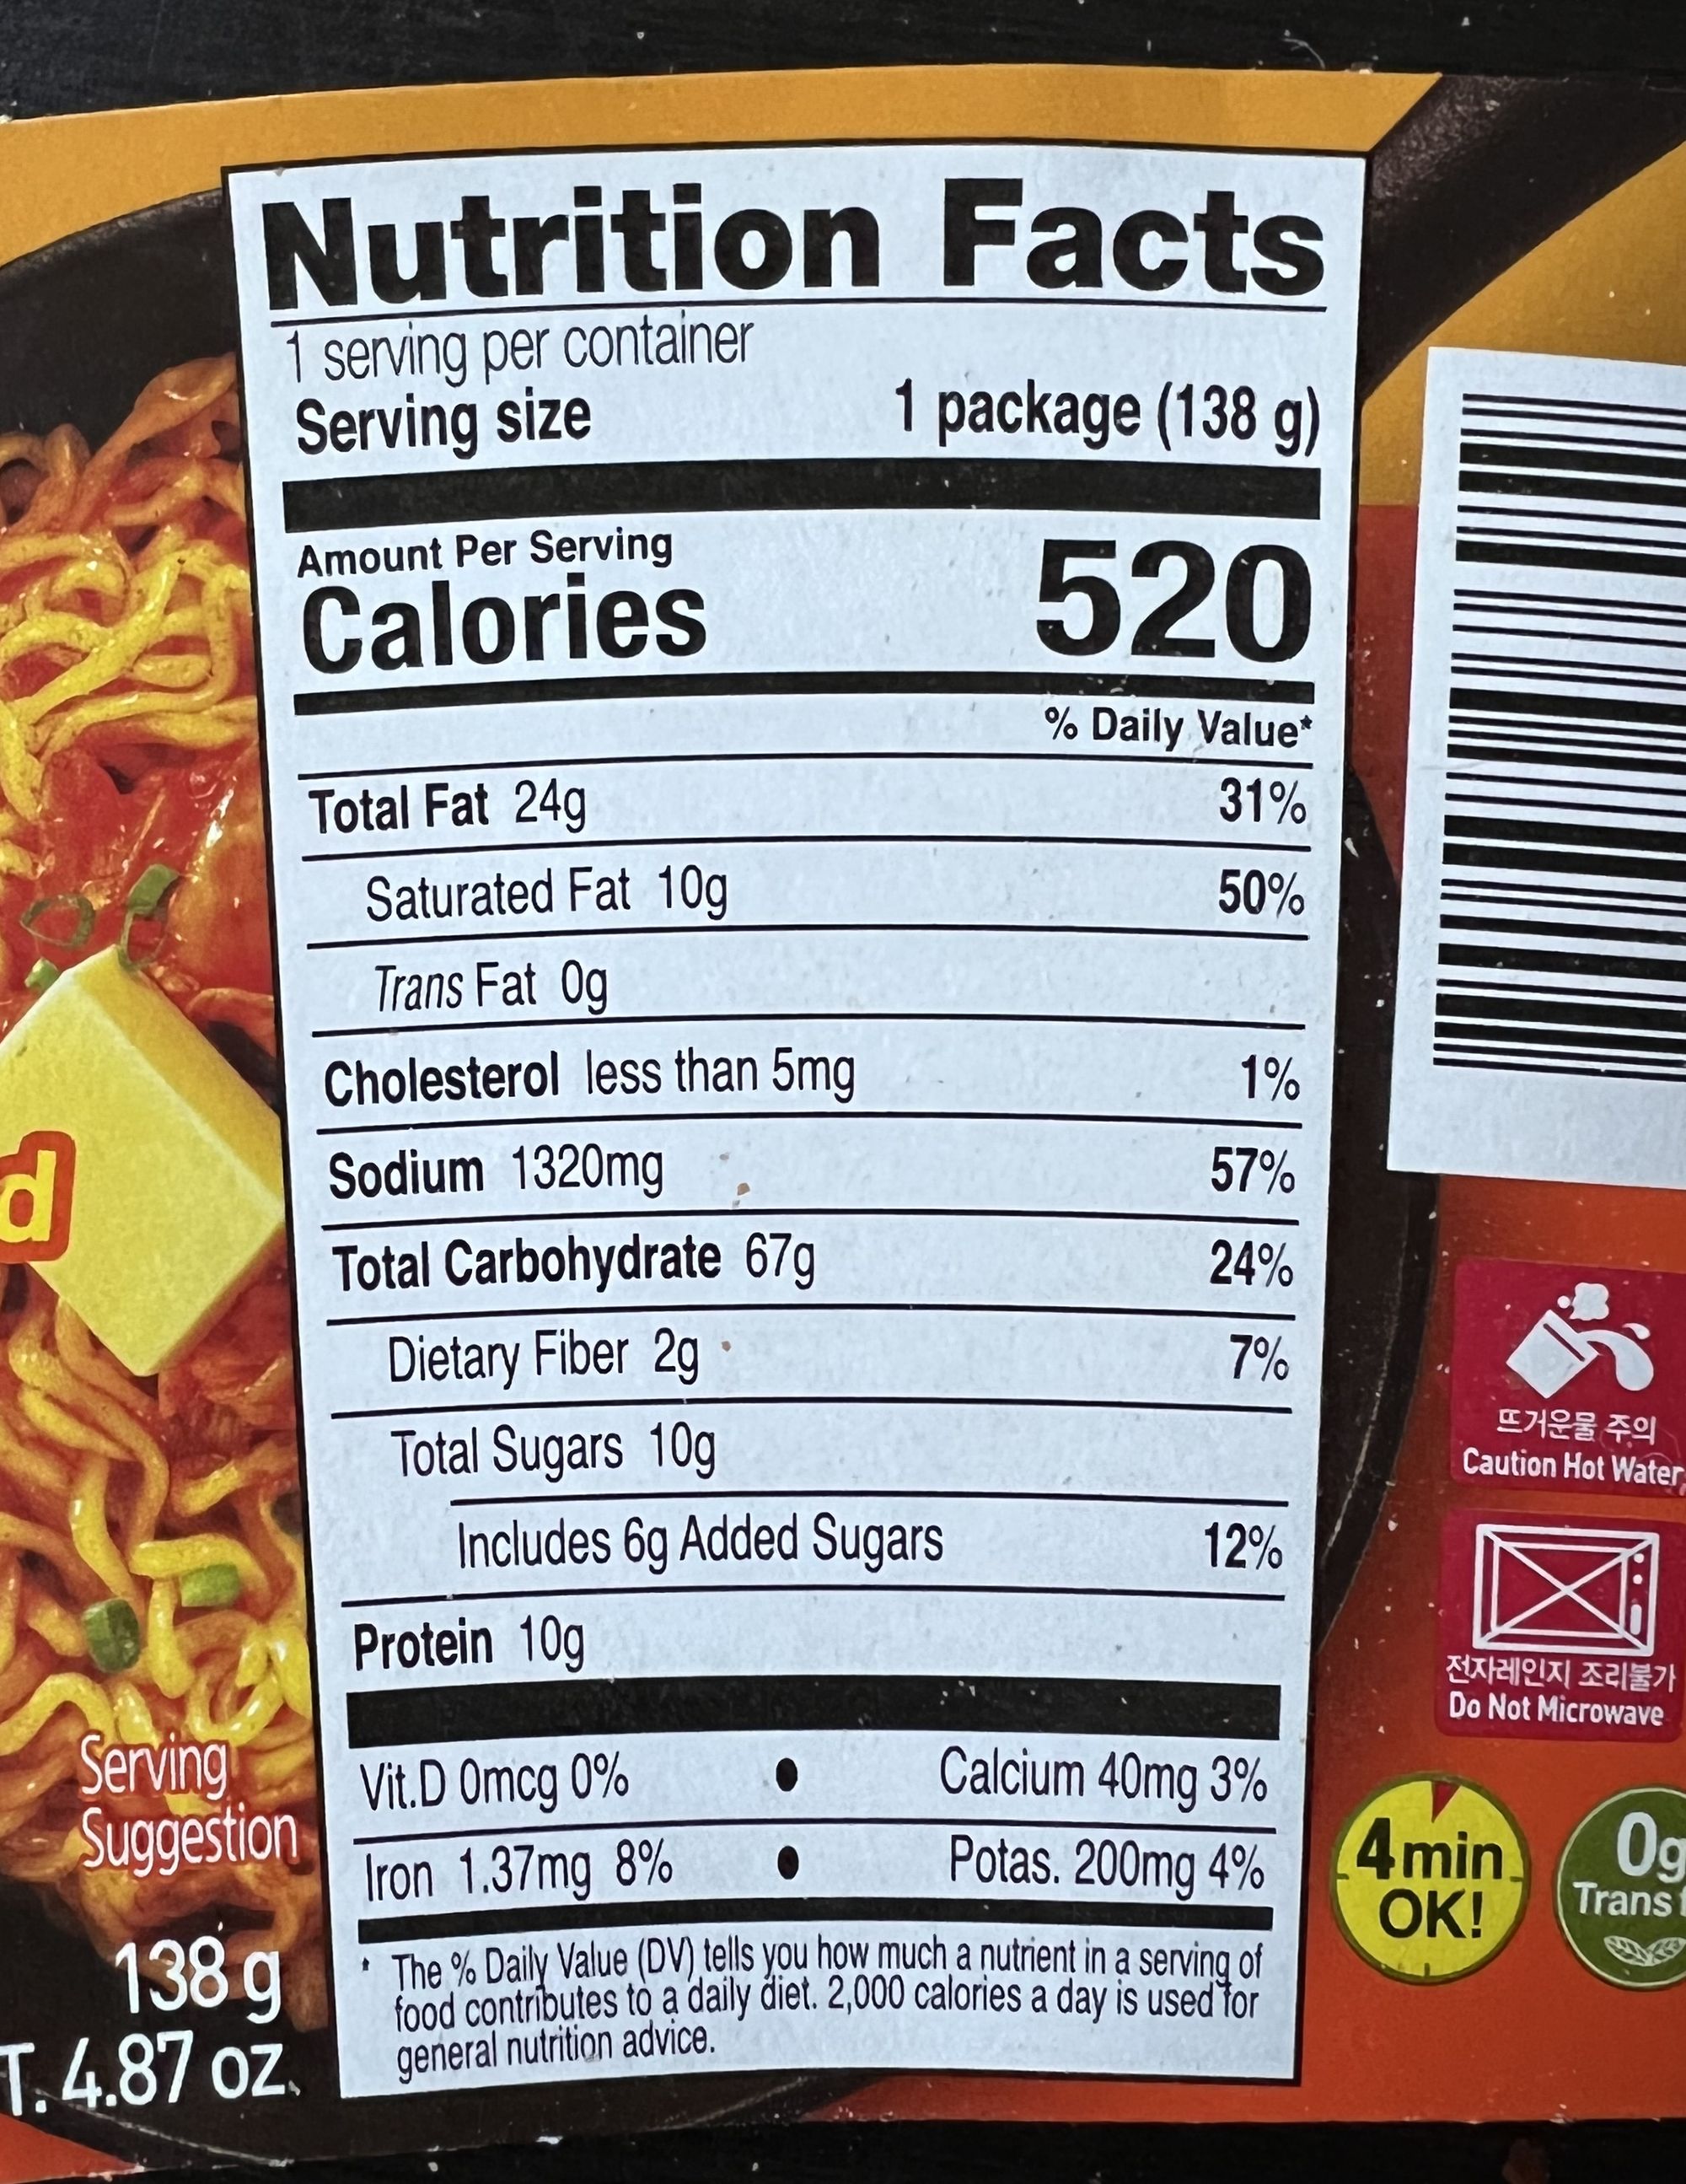 Nutrition Facts
1 serving per container
Serving size 1 package (138 g)
Amount Per Serving
Calories 520
% Daily Value*
Total Fat 24g 31%
Saturated Fat 10g 50%
Trans Fat 0g
Cholesterol less than 5mg 1%
Sodium 1320mg 57%
Total Carbohydrate 67g 24%
Dietary Fiber 2g 7%
Total Sugars 10g
Includes 6g Added Sugars 12%
Protein 10g
Vit.D 0mcg 0% ● Calcium 40mg 3%
Iron 1.37mg 8% ● Potas. 200mg 4%
* The % Daily Value (DV) tells you how much a nutrient in a serving of
food contributes to a daily diet. 2,000 calories a day is used for
general nutrition advice.
d
Serving
Suggestion
138 g
T. 4.87 oz.
뜨거운물 주의
Caution Hot Water
전자레인지 조리불가
Do Not Microwave
4 min
OK!
0g
Trans